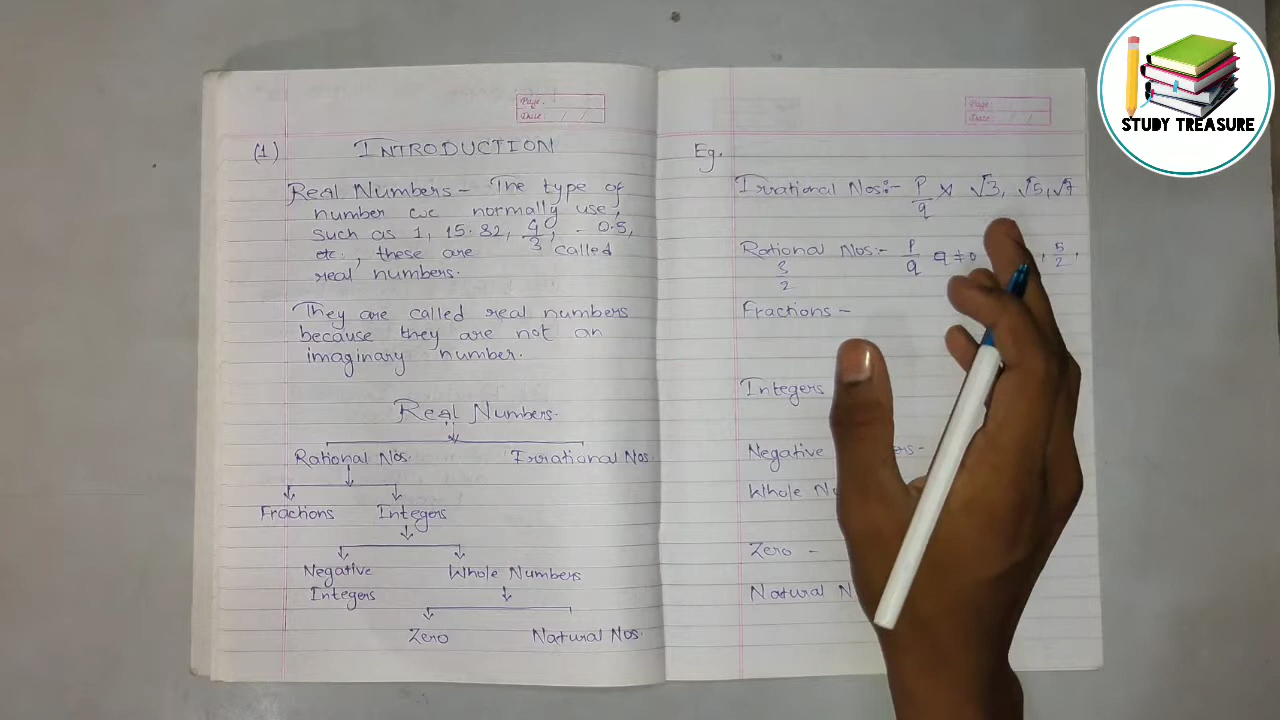 Page:
Date: / /
(1) INTRODUCTION
Real Numbers - The type of
number we normally use,
such as 1, 15.82, 4/3, -0.5,
etc., these are called
real numbers.
They are called real numbers
because they are not an
imaginary number.
Real Numbers.
Rational Nos. Irrational Nos.
Fractions Integers
Negative Whole Numbers
Integers
Zero Natural Nos.
Page:
Date: / /
Eg.
Irrational Nos:- p/q × √3, √5, √7
Rational Nos:- p/q q≠0 , 5/2,
3/2
Fractions -
Integers
Negative
Whole
Zero -
Natural N
STUDY TREASURE